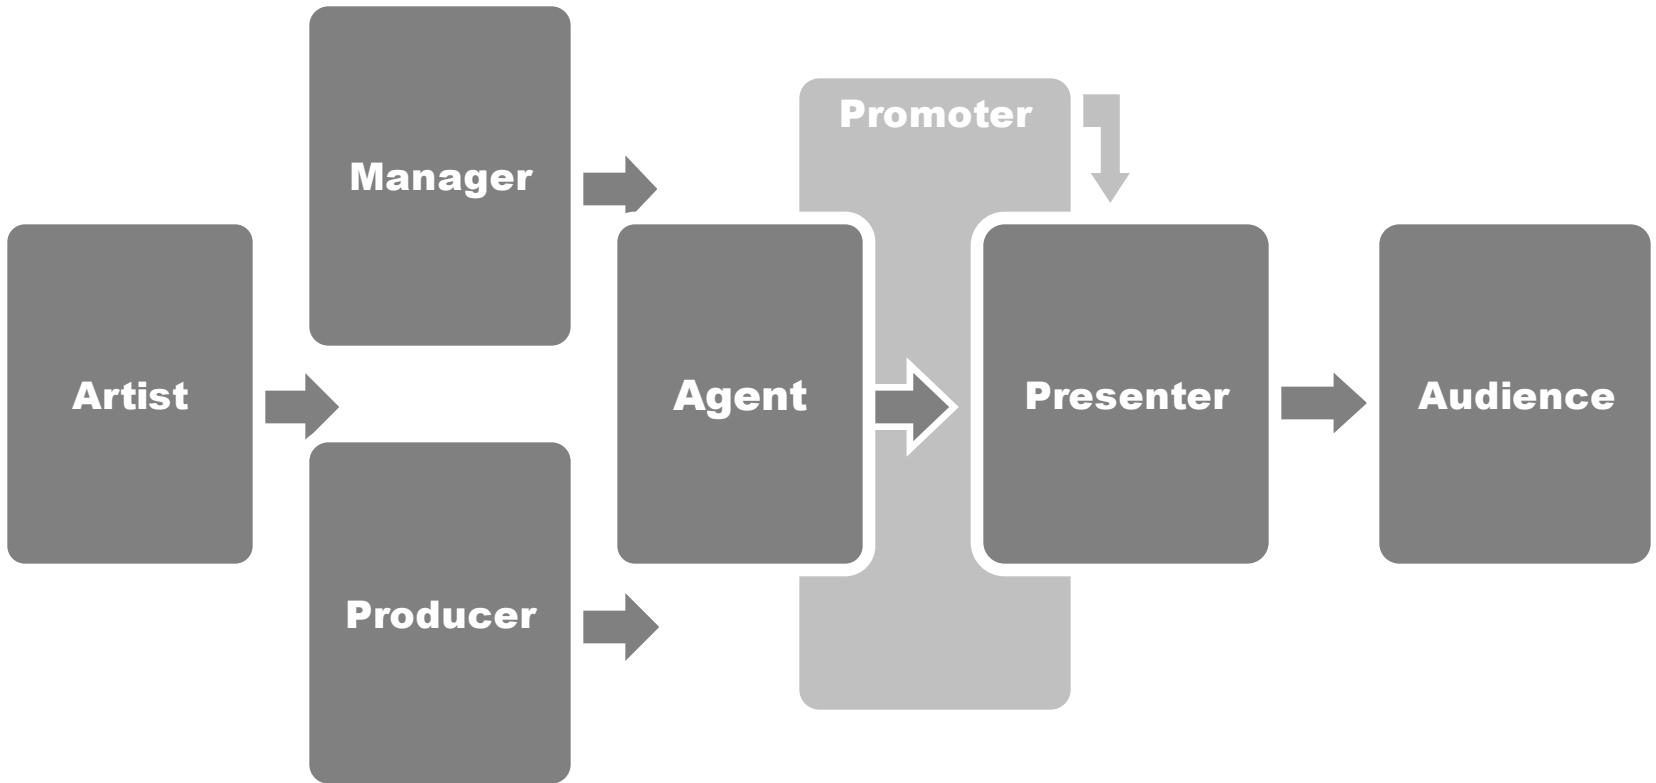 Promoter
Manager
Artist
Agent
Presenter
Audience
Producer